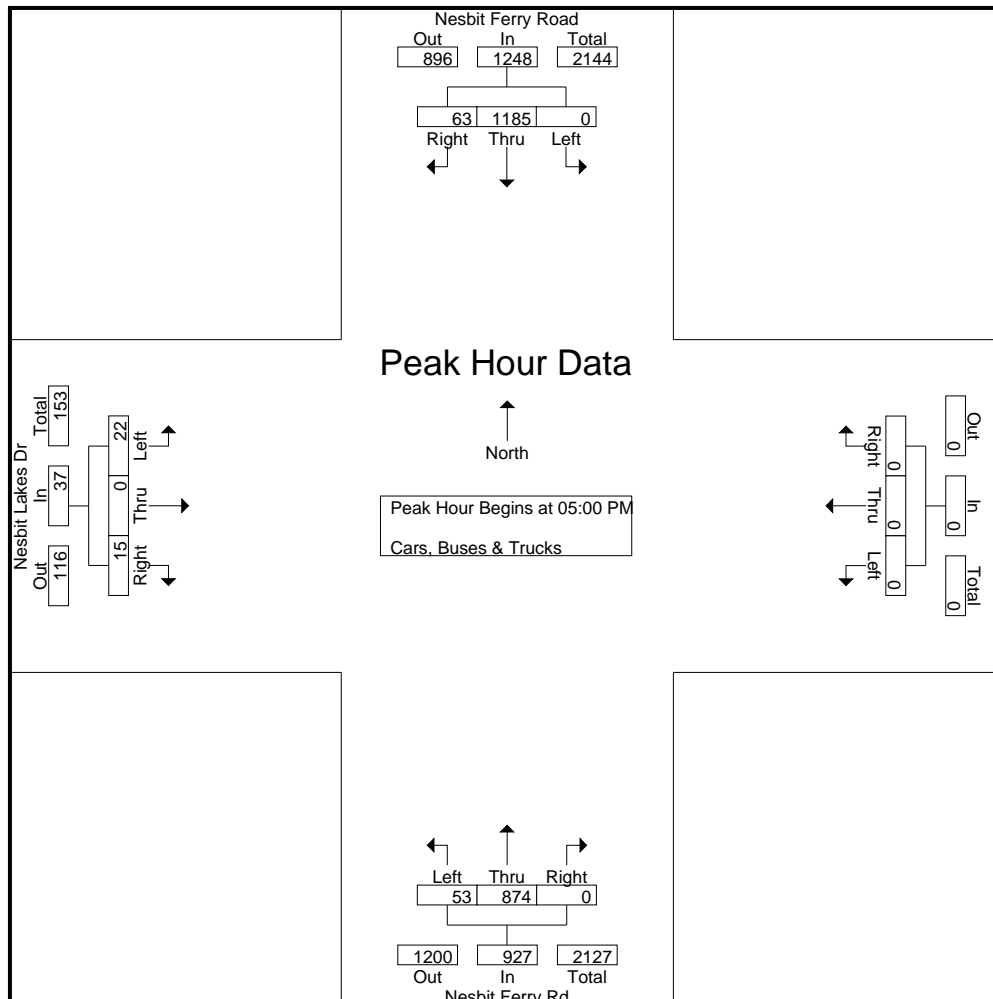 Nesbit Ferry Road
Out In Total
896 1248 2144
63 1185 0
Right Thru Left
Peak Hour Data
North
Peak Hour Begins at 05:00 PM
Cars, Buses & Trucks
Nesbit Lakes Dr
Out In Total
116 37 153
15 0 22
Right Thru Left
Out In Total
0 0 0
Right Thru Left
0 0 0
Left Thru Right
53 874 0
1200 927 2127
Out In Total
Nesbit Ferry Rd